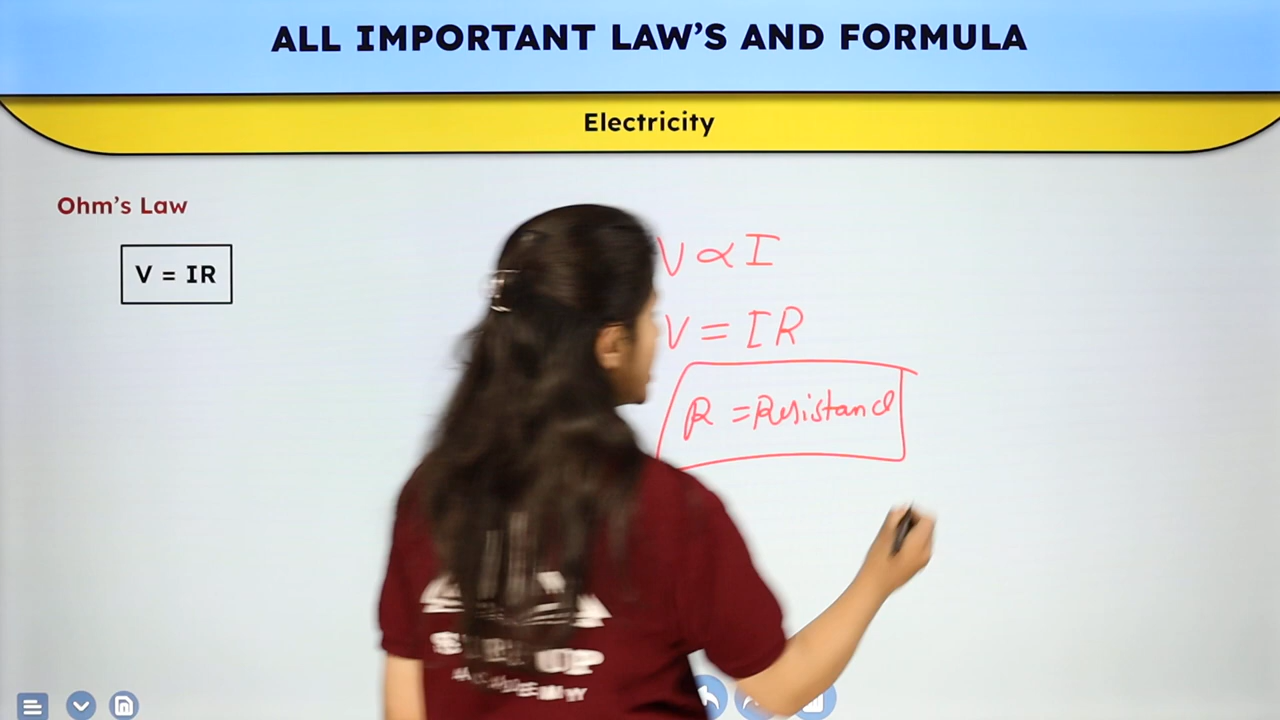 ALL IMPORTANT LAW'S AND FORMULA
Electricity
Ohm's Law
V = IR
V ∝ I
V = IR
R = Resistance